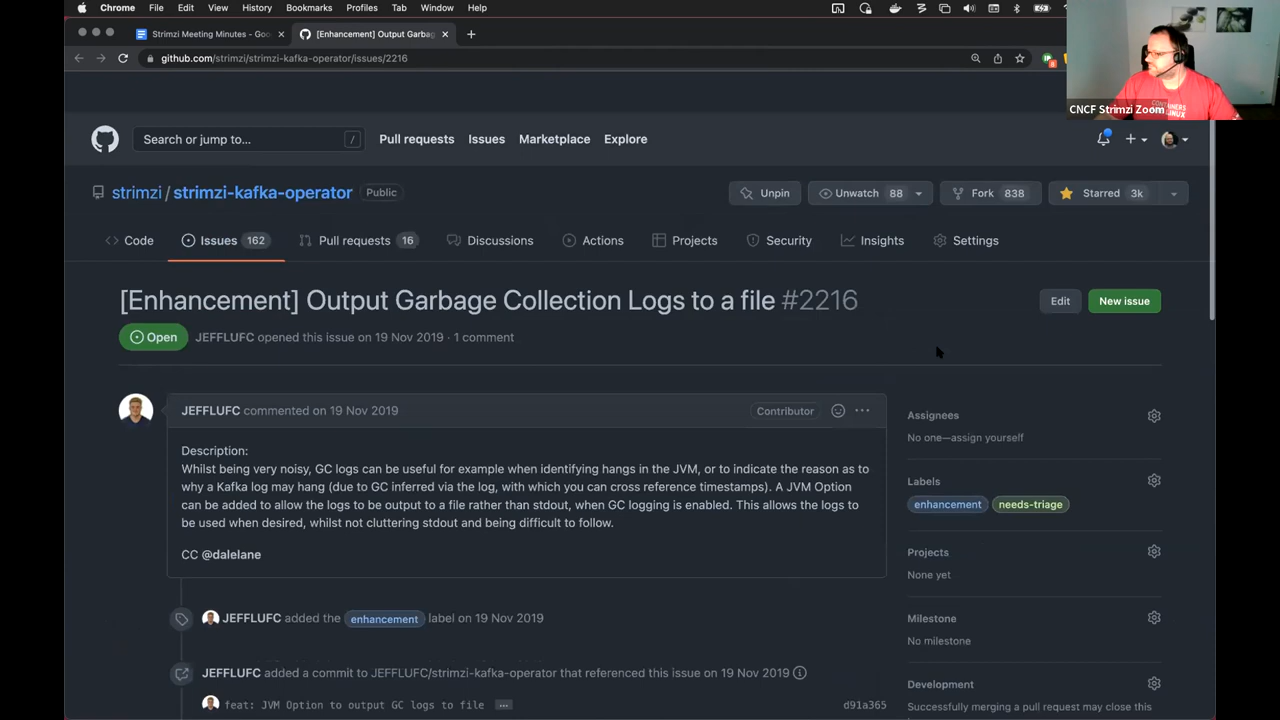 Chrome File Edit View History Bookmarks Profiles Tab Window Help
Strimzi Meeting Minutes - Goo
[Enhancement] Output Garbag
github.com/strimzi/strimzi-kafka-operator/issues/2216
CNCF Strimzi Zoom
CONTAINERS
LINUX
Search or jump to... /
Pull requests Issues Marketplace Explore
strimzi / strimzi-kafka-operator Public
Unpin Unwatch 88 Fork 838 Starred 3k
Code Issues 162 Pull requests 16 Discussions Actions Projects Security Insights Settings
[Enhancement] Output Garbage Collection Logs to a file #2216
Edit New issue
Open JEFFLUFC opened this issue on 19 Nov 2019 · 1 comment
JEFFLUFC commented on 19 Nov 2019 Contributor ...
Description:
Whilst being very noisy, GC logs can be useful for example when identifying hangs in the JVM, or to indicate the reason as to
why a Kafka log may hang (due to GC inferred via the log, with which you can cross reference timestamps). A JVM Option
can be added to allow the logs to be output to a file rather than stdout, when GC logging is enabled. This allows the logs to
be used when desired, whilst not cluttering stdout and being difficult to follow.
CC @dalelane
JEFFLUFC added the enhancement label on 19 Nov 2019
JEFFLUFC added a commit to JEFFLUFC/strimzi-kafka-operator that referenced this issue on 19 Nov 2019
feat: JVM Option to output GC logs to file ... d91a365
Assignees
No one—assign yourself
Labels
enhancement needs-triage
Projects
None yet
Milestone
No milestone
Development
Successfully merging a pull request may close this